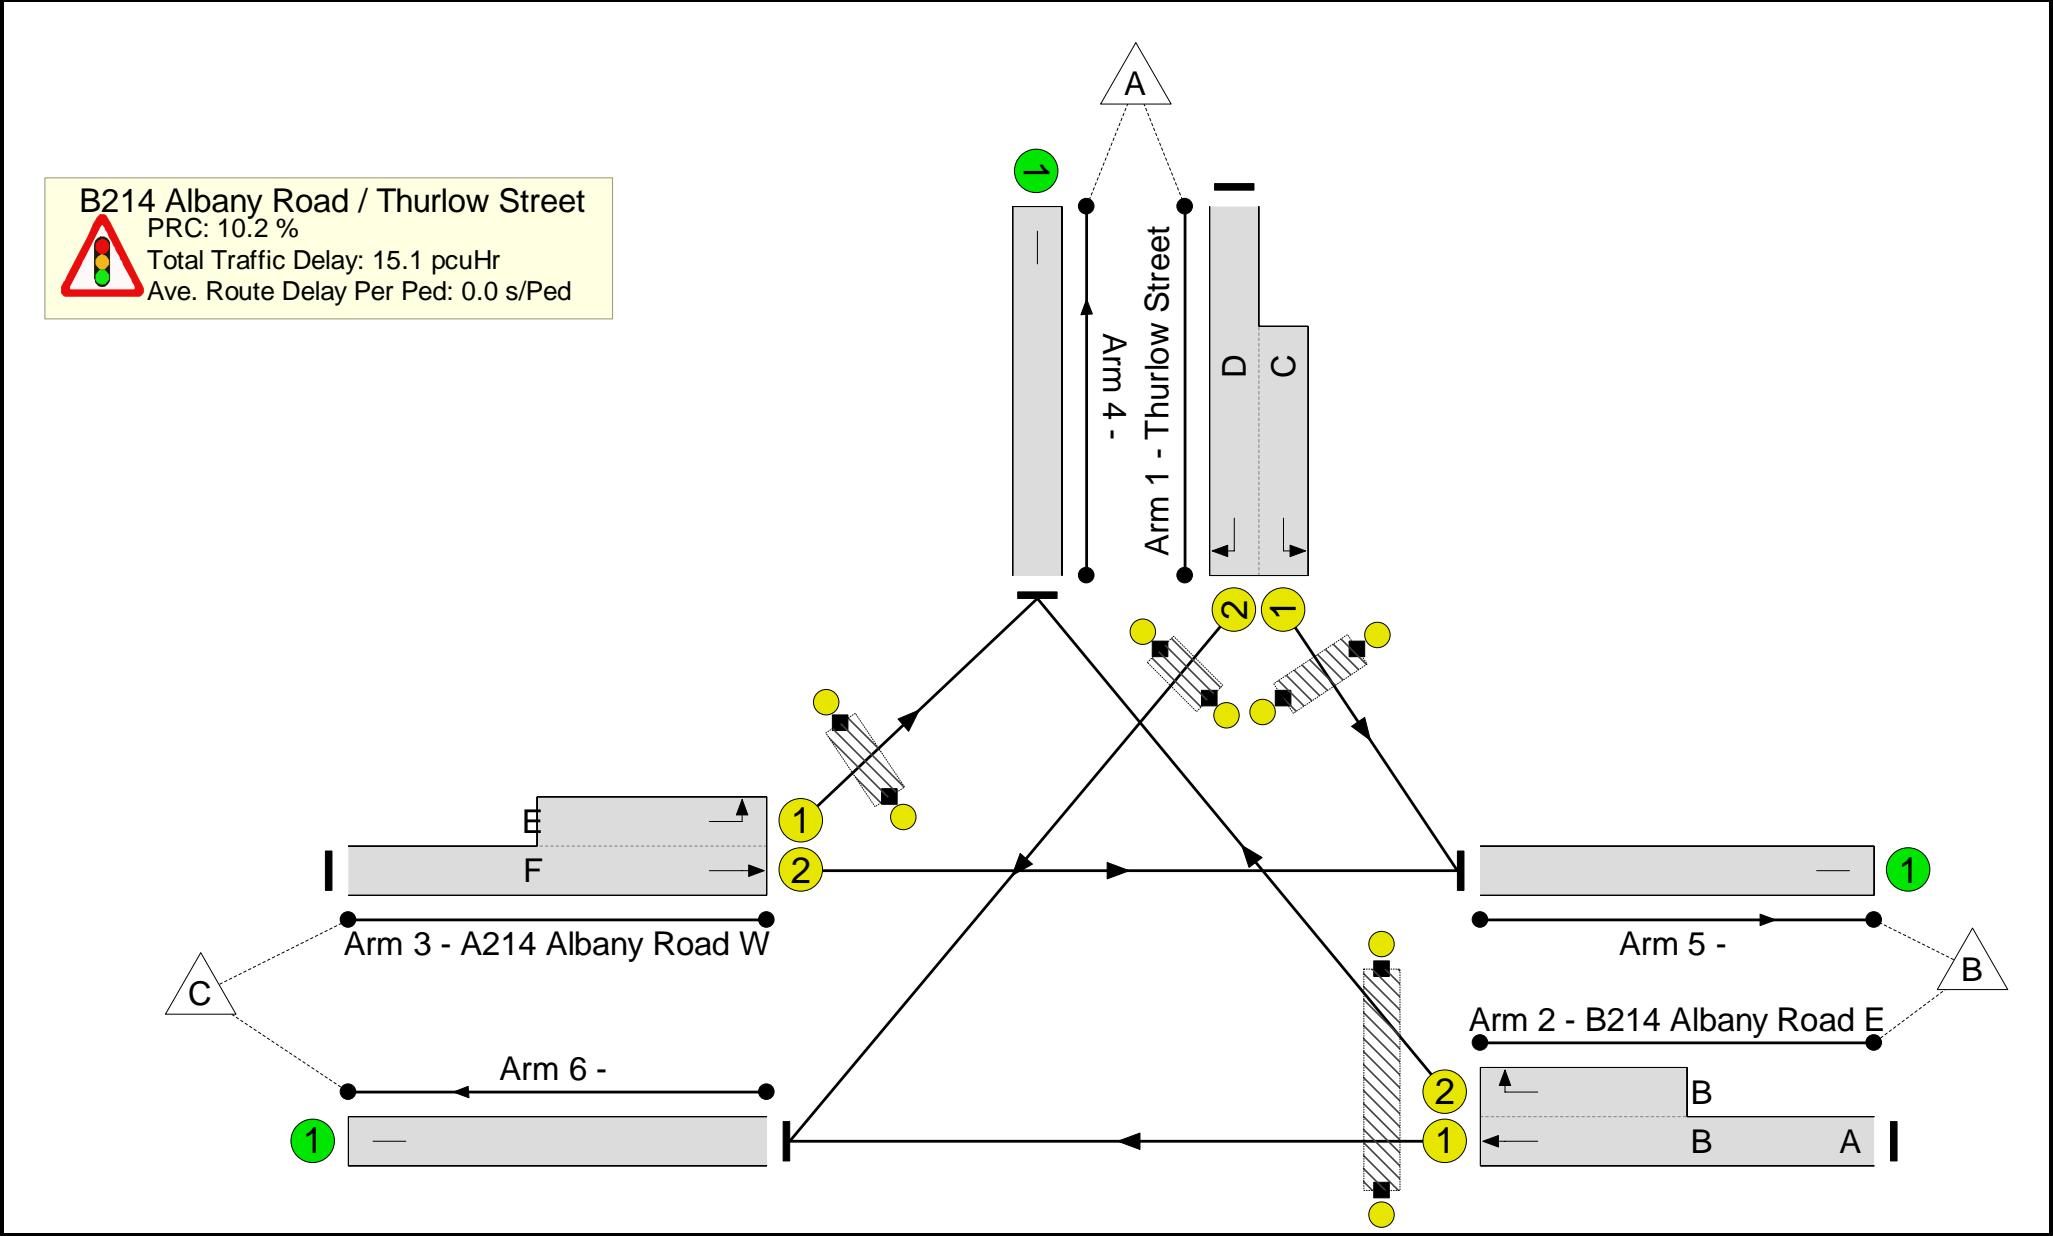 A
1
B214 Albany Road / Thurlow Street
PRC: 10.2 %
Total Traffic Delay: 15.1 pcuHr
Ave. Route Delay Per Ped: 0.0 s/Ped
Arm 4 -
Arm 1 - Thurlow Street
D
C
2
1
E
1
F
2
1
Arm 3 - A214 Albany Road W
Arm 5 -
C
B
Arm 2 - B214 Albany Road E
Arm 6 -
2
B
1
1
B
A